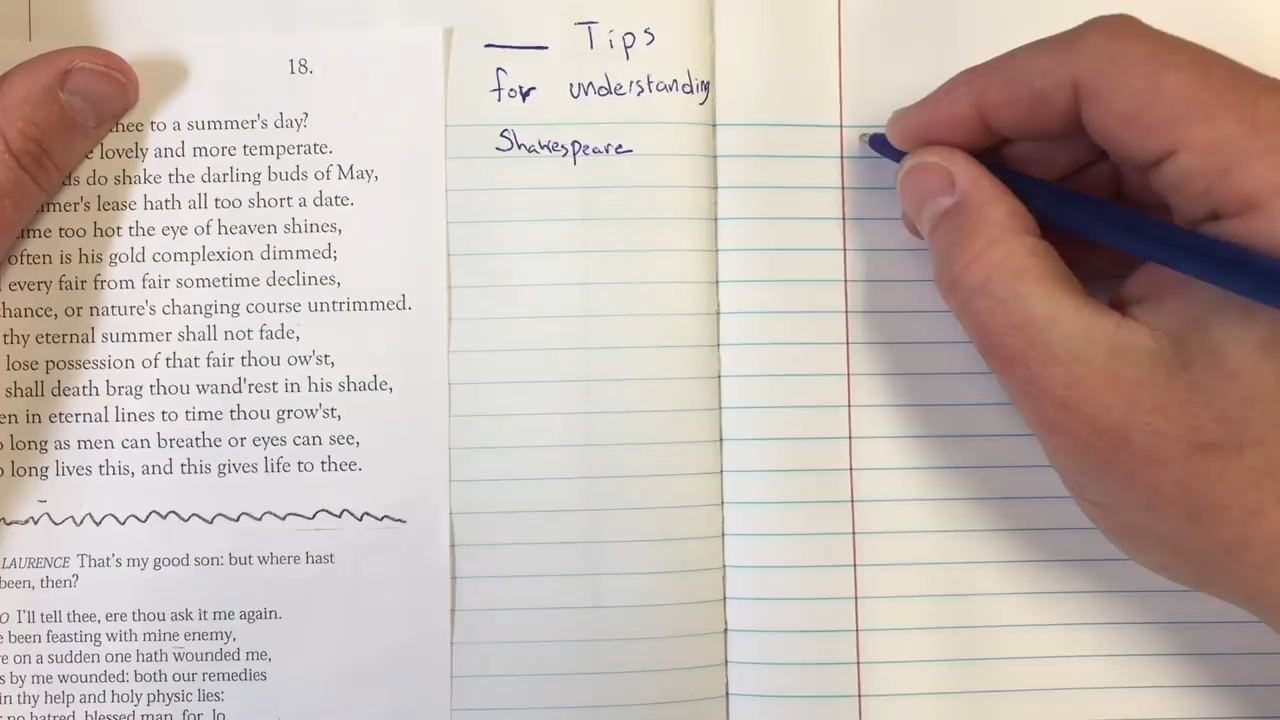 18.
thee to a summer's day?
lovely and more temperate.
do shake the darling buds of May,
lease hath all too short a date.
too hot the eye of heaven shines,
often is his gold complexion dimmed;
every fair from fair sometime declines,
chance, or nature's changing course untrimmed.
thy eternal summer shall not fade,
lose possession of that fair thou ow'st,
shall death brag thou wand'rest in his shade,
en in eternal lines to time thou grow'st,
long as men can breathe or eyes can see,
long lives this, and this gives life to thee.
LAURENCE That's my good son: but where hast
been, then?
O I'll tell thee, ere thou ask it me again.
been feasting with mine enemy,
e on a sudden one hath wounded me,
s by me wounded: both our remedies
in thy help and holy physic lies:
no hatred, blessed man, for, lo
— Tips
for understanding
Shakespeare